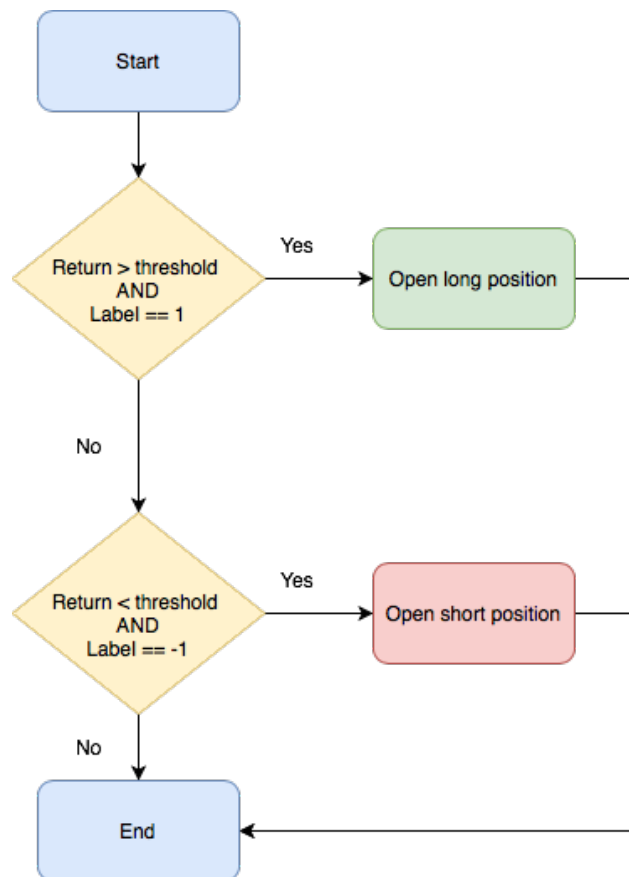 Start
Return > threshold
AND
Label == 1
Yes
Open long position
No
Return < threshold
AND
Label == -1
Yes
Open short position
No
End